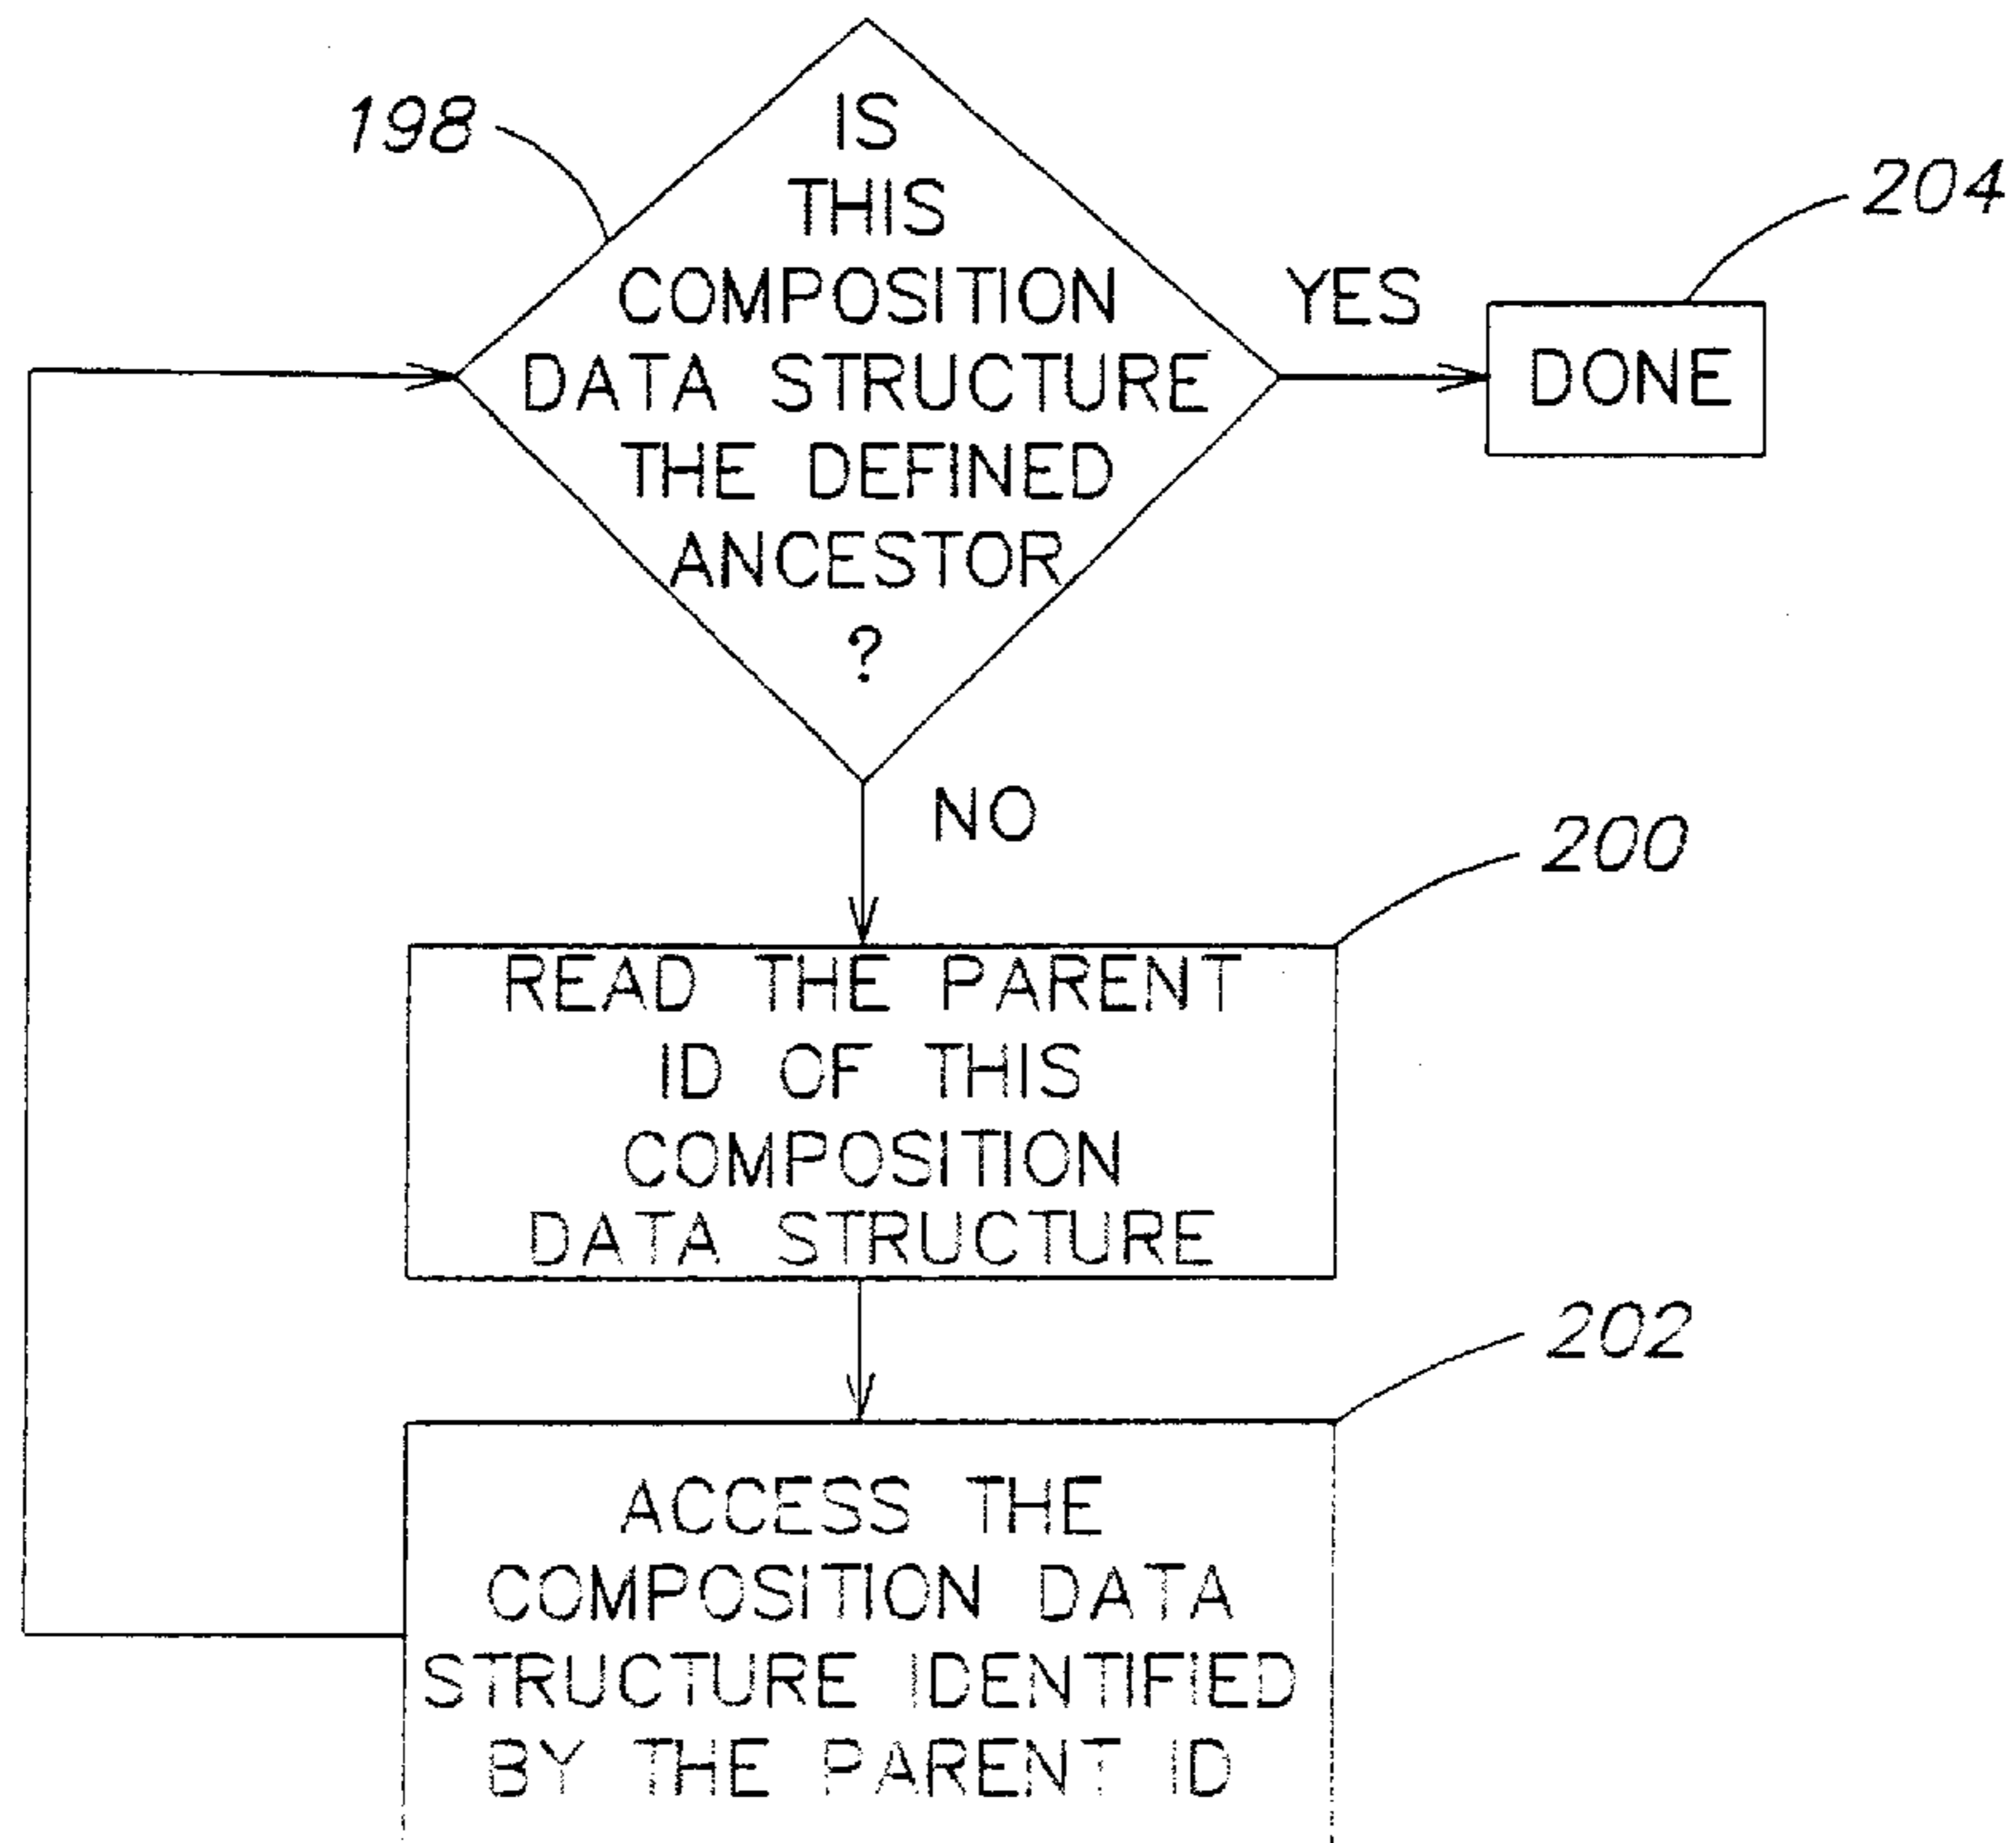 198
IS
THIS
COMPOSITION
DATA STRUCTURE
THE DEFINED
ANCESTOR
?
YES
204
DONE
NO
200
READ THE PARENT
ID OF THIS
COMPOSITION
DATA STRUCTURE
202
ACCESS THE
COMPOSITION DATA
STRUCTURE IDENTIFIED
BY THE PARENT ID